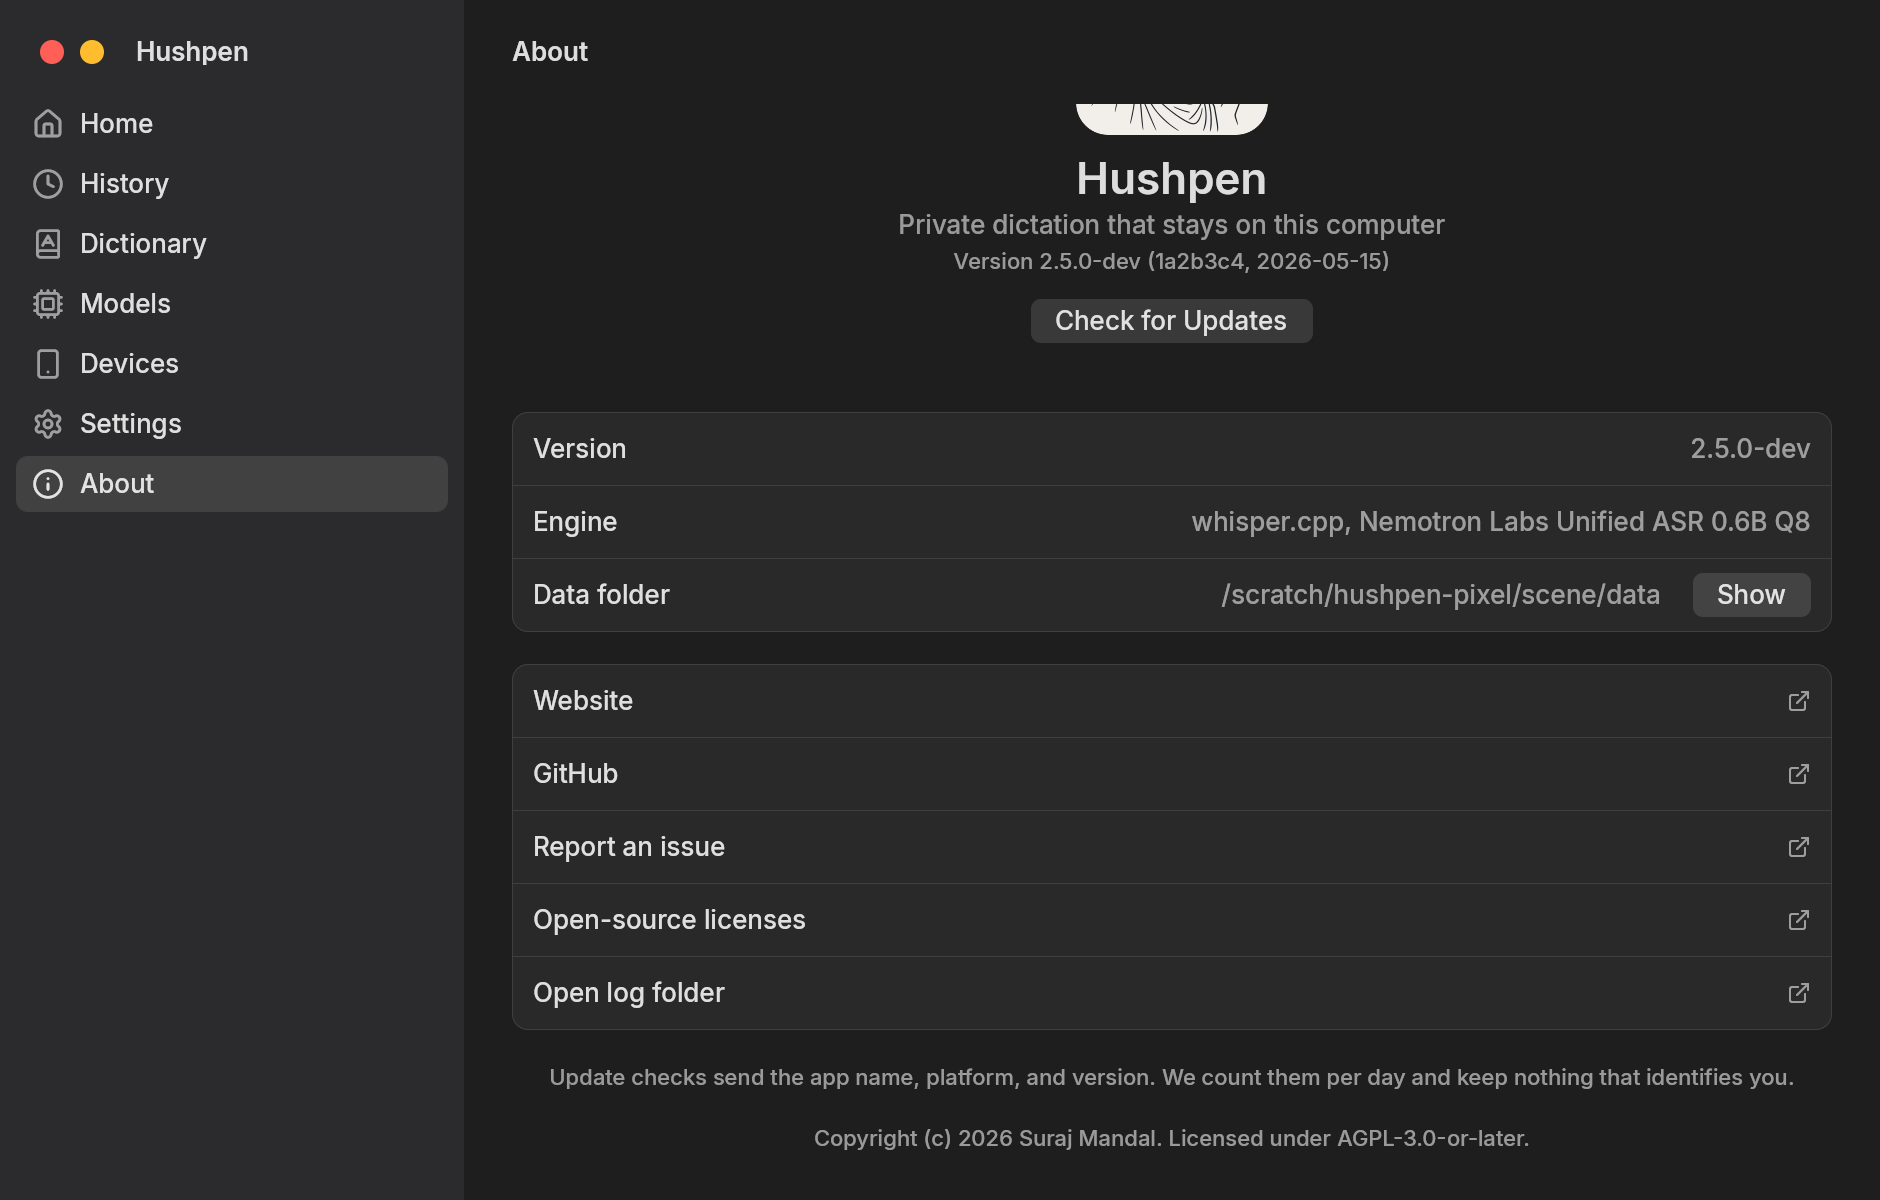 Hushpen
Home
History
Dictionary
Models
Devices
Settings
About
About
Hushpen
Private dictation that stays on this computer
Version 2.5.0-dev (1a2b3c4, 2026-05-15)
Check for Updates
Version 2.5.0-dev
Engine whisper.cpp, Nemotron Labs Unified ASR 0.6B Q8
Data folder /scratch/hushpen-pixel/scene/data Show
Website
GitHub
Report an issue
Open-source licenses
Open log folder
Update checks send the app name, platform, and version. We count them per day and keep nothing that identifies you.
Copyright (c) 2026 Suraj Mandal. Licensed under AGPL-3.0-or-later.